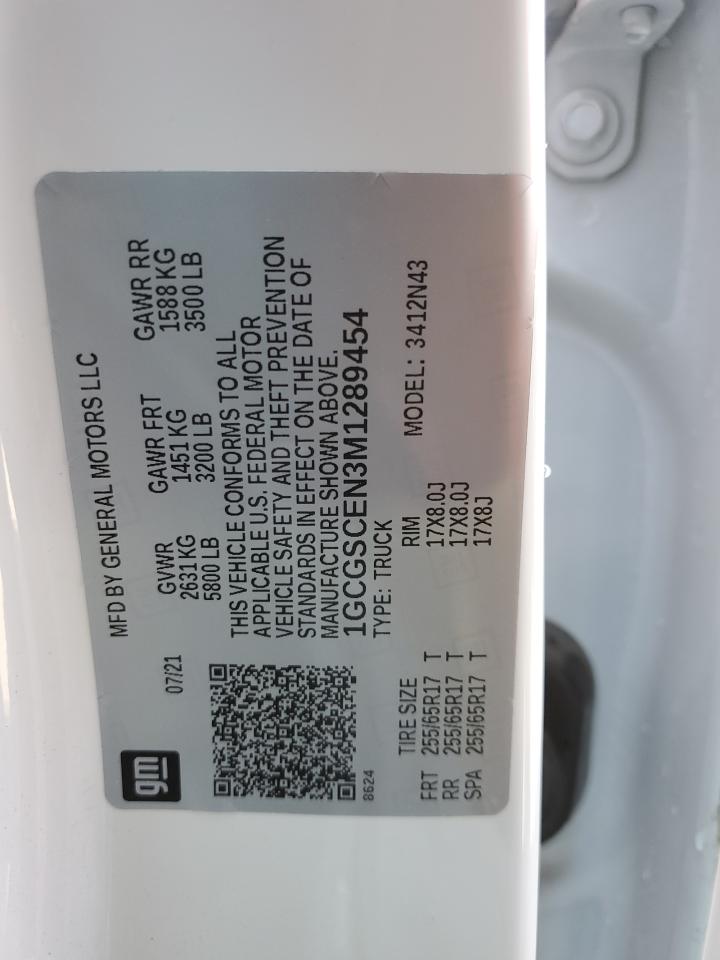 gm
07/21
MFD BY GENERAL MOTORS LLC
GVWR GAWR FRT GAWR RR
2631 KG 1451 KG 1588 KG
5800 LB 3200 LB 3500 LB
THIS VEHICLE CONFORMS TO ALL
APPLICABLE U.S. FEDERAL MOTOR
VEHICLE SAFETY AND THEFT PREVENTION
STANDARDS IN EFFECT ON THE DATE OF
MANUFACTURE SHOWN ABOVE.
1GCGSCEN3M1289454
8624
TYPE: TRUCK
TIRE SIZE RIM MODEL: 3412N43
FRT 255/65R17 T 17X8.0J
RR 255/65R17 T 17X8.0J
SPA 255/65R17 T 17X8J